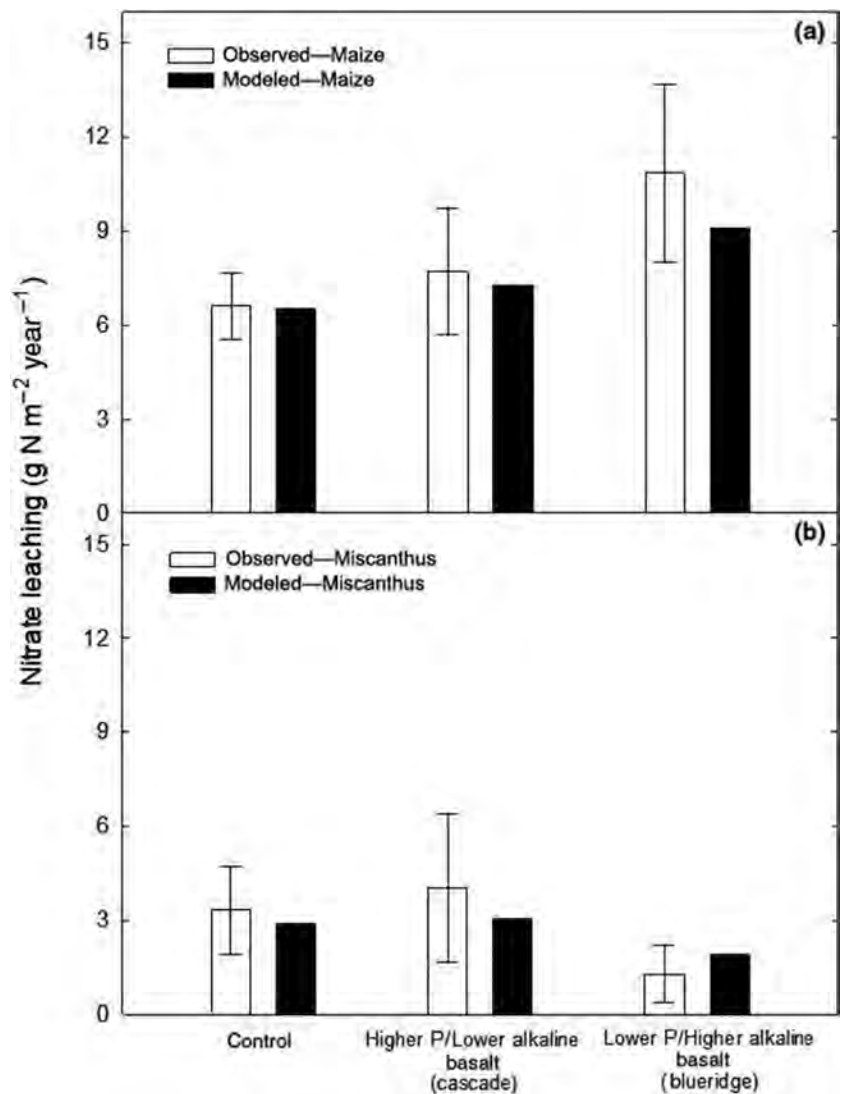 Nitrate leaching (g N m⁻² year⁻¹)
(a)
Observed—Maize
Modeled—Maize
15
12
9
6
3
0
(b)
Observed—Miscanthus
Modeled—Miscanthus
15
12
9
6
3
0
Control
Higher P/Lower alkaline
basalt
(cascade)
Lower P/Higher alkaline
basalt
(blueridge)